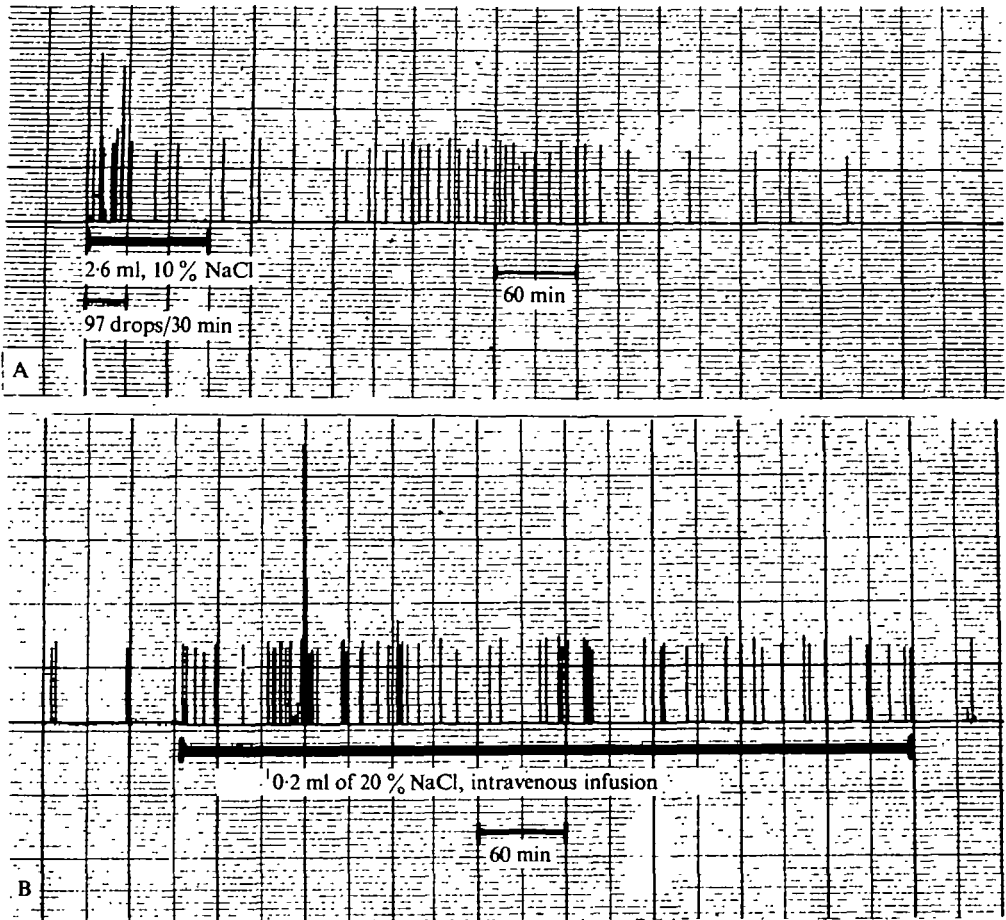 2·6 ml, 10 % NaCl
60 min
97 drops/30 min
A
0·2 ml of 20 % NaCl, intravenous infusion
60 min
B